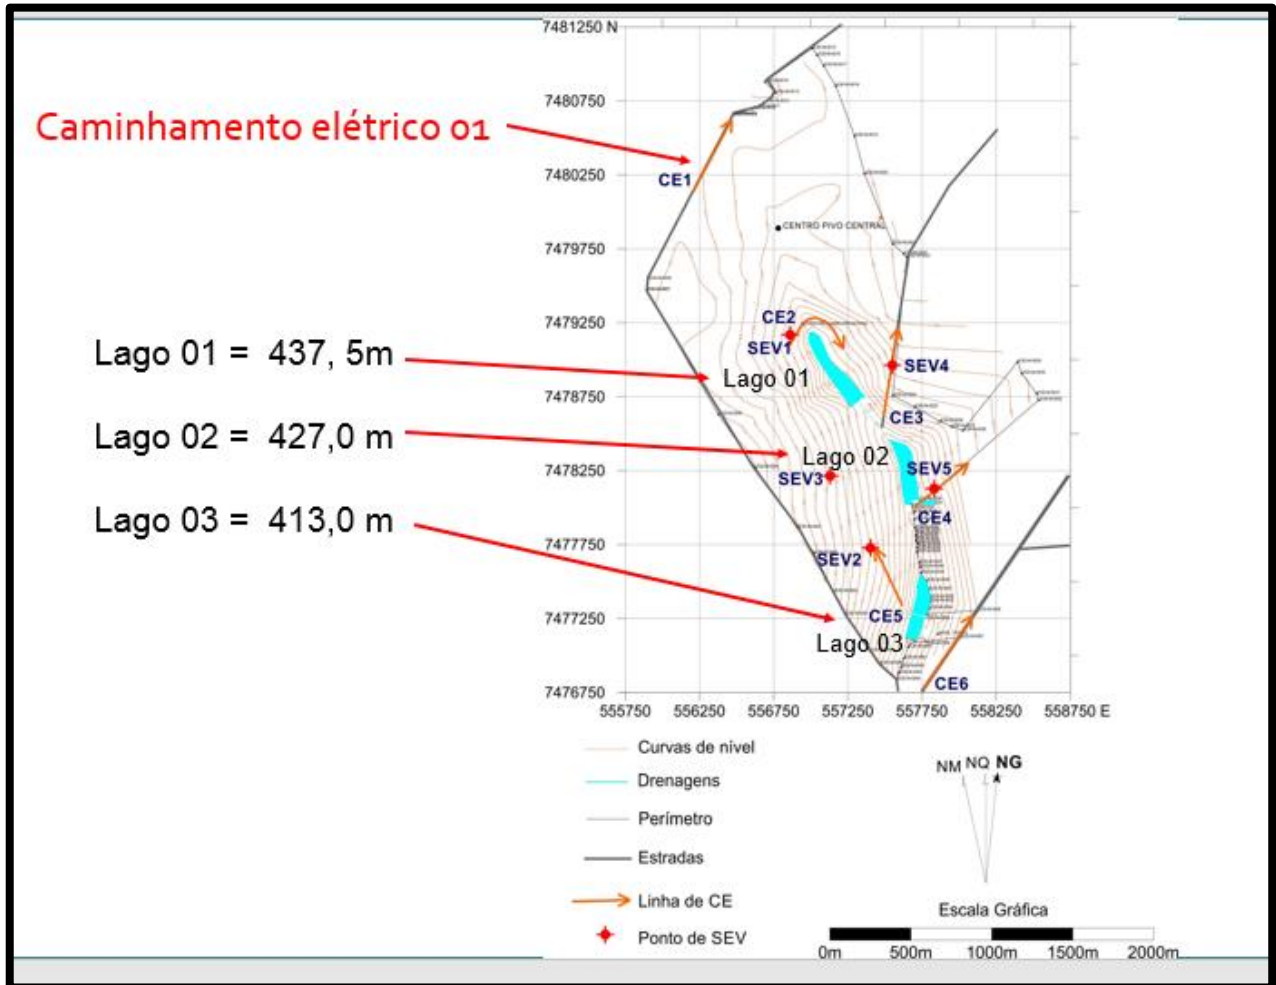 7481250 N
7480750
Caminhamento elétrico 01
CE1
7480250
CENTRO PIVO CENTRAL
7479750
7479250
CE2
SEV1
SEV4
Lago 01 = 437, 5m
Lago 01
7478750
CE3
Lago 02 = 427,0 m
Lago 02
7478250
SEV3
SEV5
CE4
Lago 03 = 413,0 m
7477750
SEV2
CE5
7477250
Lago 03
CE6
7476750
555750 556250 556750 557250 557750 558250 558750 E
Curvas de nível
Drenagens
Perímetro
Estradas
Linha de CE
Ponto de SEV
NM NQ NG
Escala Gráfica
0m 500m 1000m 1500m 2000m